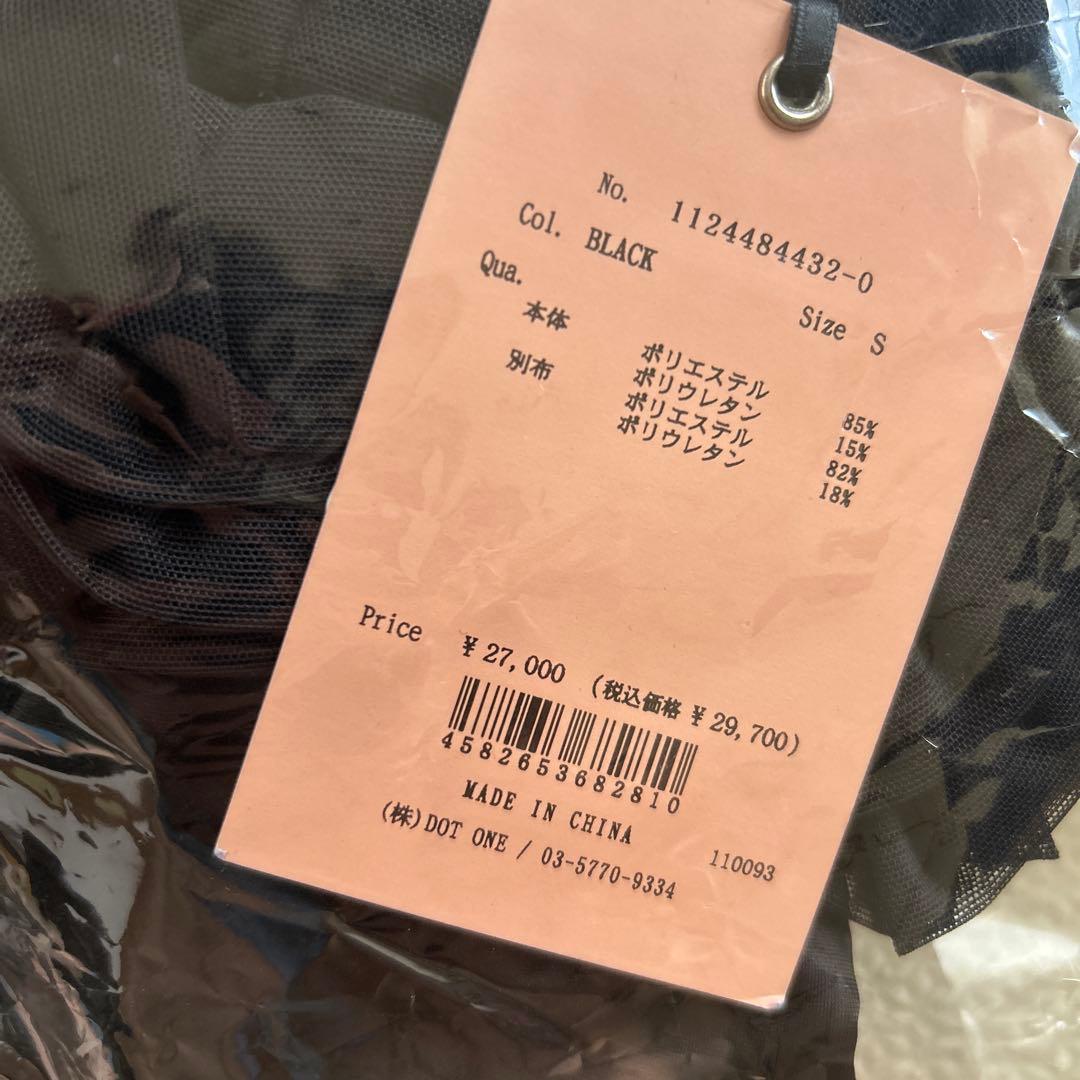 No. 1124484432-0
Col. BLACK Size S
Qua.
本体 ポリエステル 85%
ポリウレタン 15%
別布 ポリエステル 82%
ポリウレタン 18%
Price ¥27,000 (税込価格 ¥29,700)
4582653682810
MADE IN CHINA
(株)DOT ONE / 03-5770-9334 110093